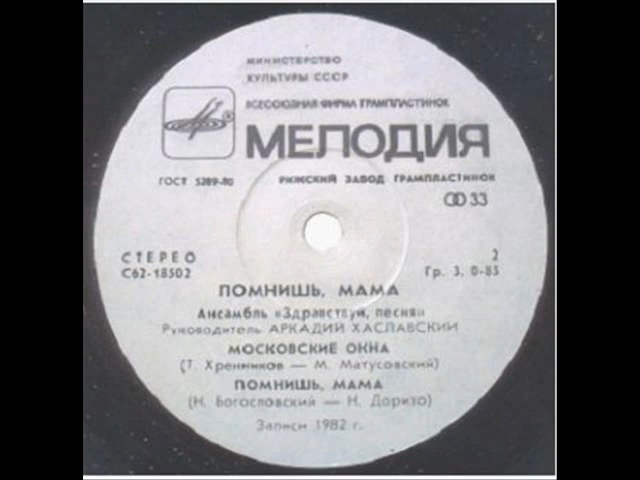 МИНИСТЕРСТВО
КУЛЬТУРЫ СССР
ВСЕСОЮЗНАЯ ФИРМА ГРАМПЛАСТИНОК
МЕЛОДИЯ
ГОСТ 5289-80 РИЖСКИЙ ЗАВОД ГРАМПЛАСТИНОК
33
СТЕРЕО 2
С62-18502 Гр. 3, 0-85
ПОМНИШЬ, МАМА
Ансамбль «Здравствуй, песня»
Руководитель АРКАДИЙ ХАСЛАВСКИЙ
МОСКОВСКИЕ ОКНА
(Т. Хренников — М. Матусовский)
ПОМНИШЬ, МАМА
(Н. Богословский — Н. Доризо)
Записи 1982 г.